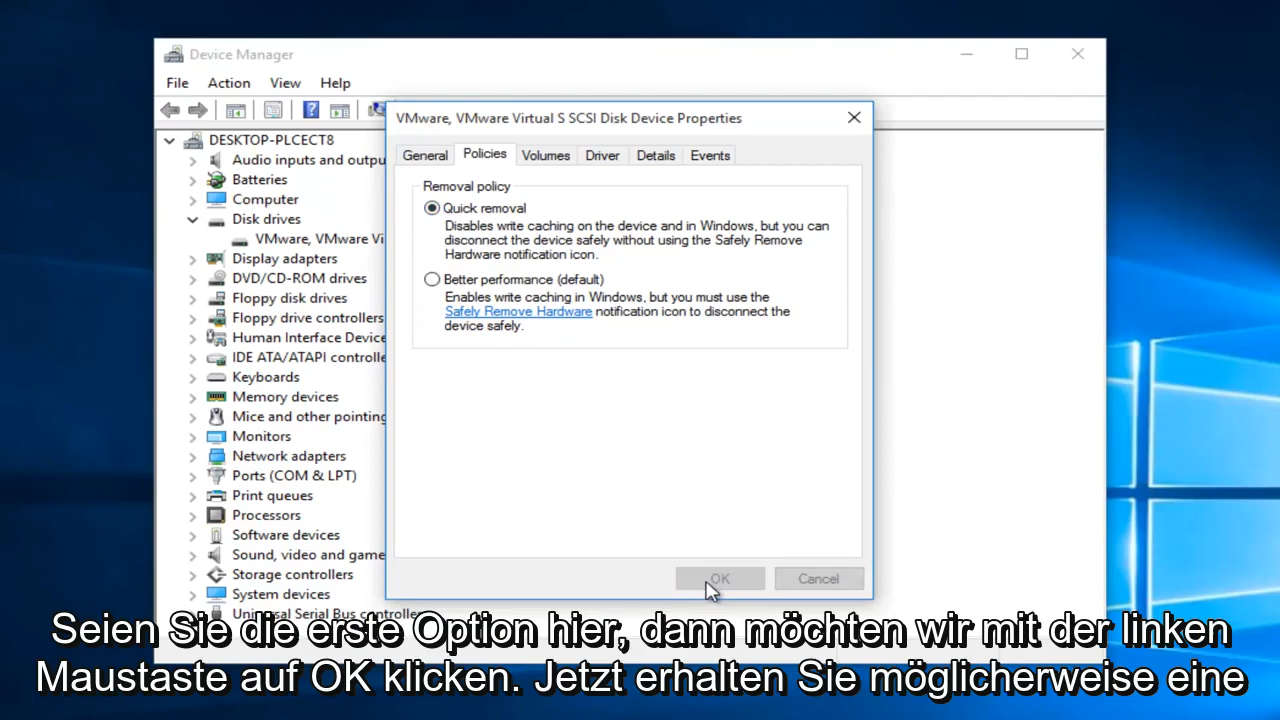 Device Manager
File Action View Help
DESKTOP-PLCECT8
Audio inputs and outpu
Batteries
Computer
Disk drives
VMware, VMware Vi
Display adapters
DVD/CD-ROM drives
Floppy disk drives
Floppy drive controllers
Human Interface Device
IDE ATA/ATAPI controlle
Keyboards
Memory devices
Mice and other pointing
Monitors
Network adapters
Ports (COM & LPT)
Print queues
Processors
Software devices
Sound, video and game
Storage controllers
System devices
Universal Serial Bus controllers
VMware, VMware Virtual S SCSI Disk Device Properties
General Policies Volumes Driver Details Events
Removal policy
Quick removal
Disables write caching on the device and in Windows, but you can
disconnect the device safely without using the Safely Remove
Hardware notification icon.
Better performance (default)
Enables write caching in Windows, but you must use the
Safely Remove Hardware notification icon to disconnect the
device safely.
OK Cancel
Seien Sie die erste Option hier, dann möchten wir mit der linken
Maustaste auf OK klicken. Jetzt erhalten Sie möglicherweise eine